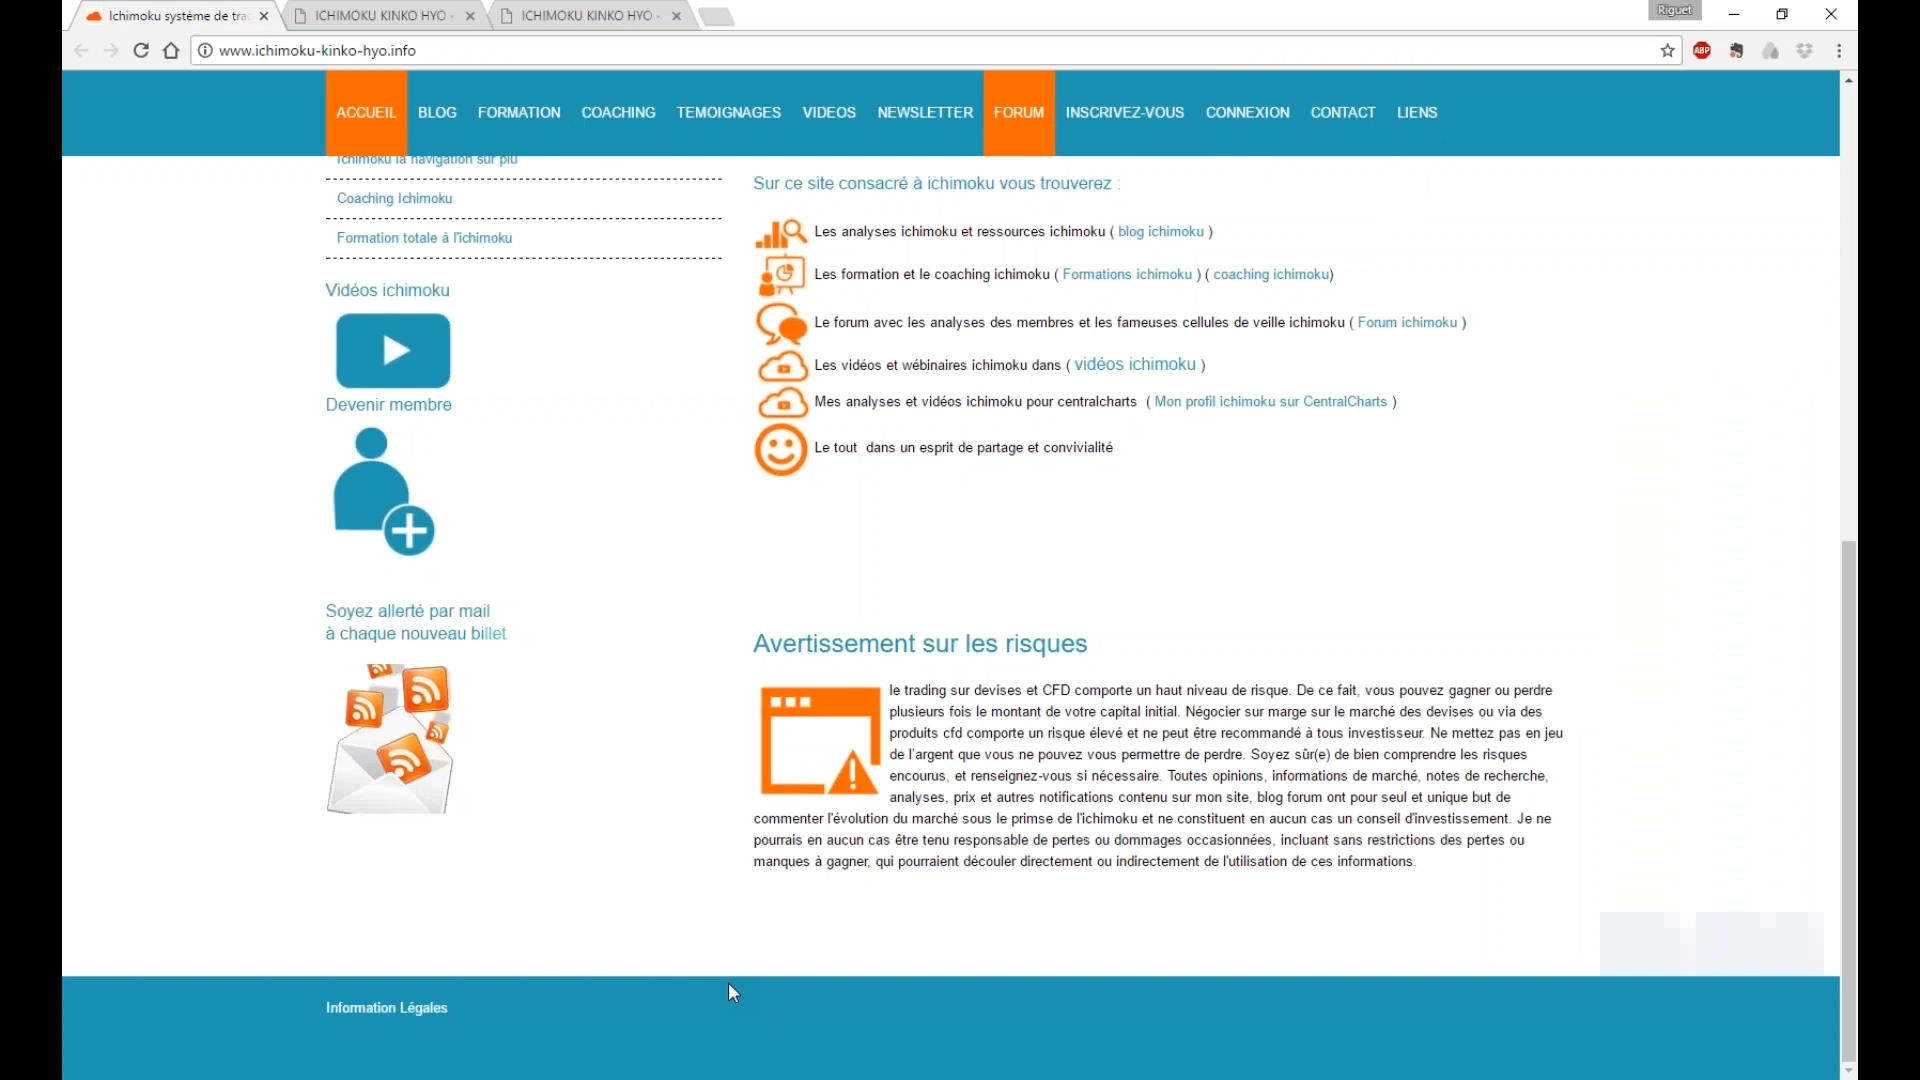 Ichimoku système de tra
ICHIMOKU KINKO HYO -
ICHIMOKU KINKO HYO -
Riguet
www.ichimoku-kinko-hyo.info
ABP
ACCUEIL BLOG FORMATION COACHING TEMOIGNAGES VIDEOS NEWSLETTER FORUM INSCRIVEZ-VOUS CONNEXION CONTACT LIENS
Ichimoku la navigation sur plu
Coaching Ichimoku
Formation totale à l'ichimoku
Vidéos ichimoku
Devenir membre
Soyez allerté par mail
à chaque nouveau billet
Sur ce site consacré à ichimoku vous trouverez :
Les analyses ichimoku et ressources ichimoku ( blog ichimoku )
Les formation et le coaching ichimoku ( Formations ichimoku ) ( coaching ichimoku)
Le forum avec les analyses des membres et les fameuses cellules de veille ichimoku ( Forum ichimoku )
Les vidéos et wébinaires ichimoku dans ( vidéos ichimoku )
Mes analyses et vidéos ichimoku pour centralcharts ( Mon profil ichimoku sur CentralCharts )
Le tout dans un esprit de partage et convivialité
Avertissement sur les risques
le trading sur devises et CFD comporte un haut niveau de risque. De ce fait, vous pouvez gagner ou perdre
plusieurs fois le montant de votre capital initial. Négocier sur marge sur le marché des devises ou via des
produits cfd comporte un risque élevé et ne peut être recommandé à tous investisseur. Ne mettez pas en jeu
de l'argent que vous ne pouvez vous permettre de perdre. Soyez sûr(e) de bien comprendre les risques
encourus, et renseignez-vous si nécessaire. Toutes opinions, informations de marché, notes de recherche,
analyses, prix et autres notifications contenu sur mon site, blog forum ont pour seul et unique but de
commenter l'évolution du marché sous le primse de l'ichimoku et ne constituent en aucun cas un conseil d'investissement. Je ne
pourrais en aucun cas être tenu responsable de pertes ou dommages occasionnées, incluant sans restrictions des pertes ou
manques à gagner, qui pourraient découler directement ou indirectement de l'utilisation de ces informations.
Information Légales